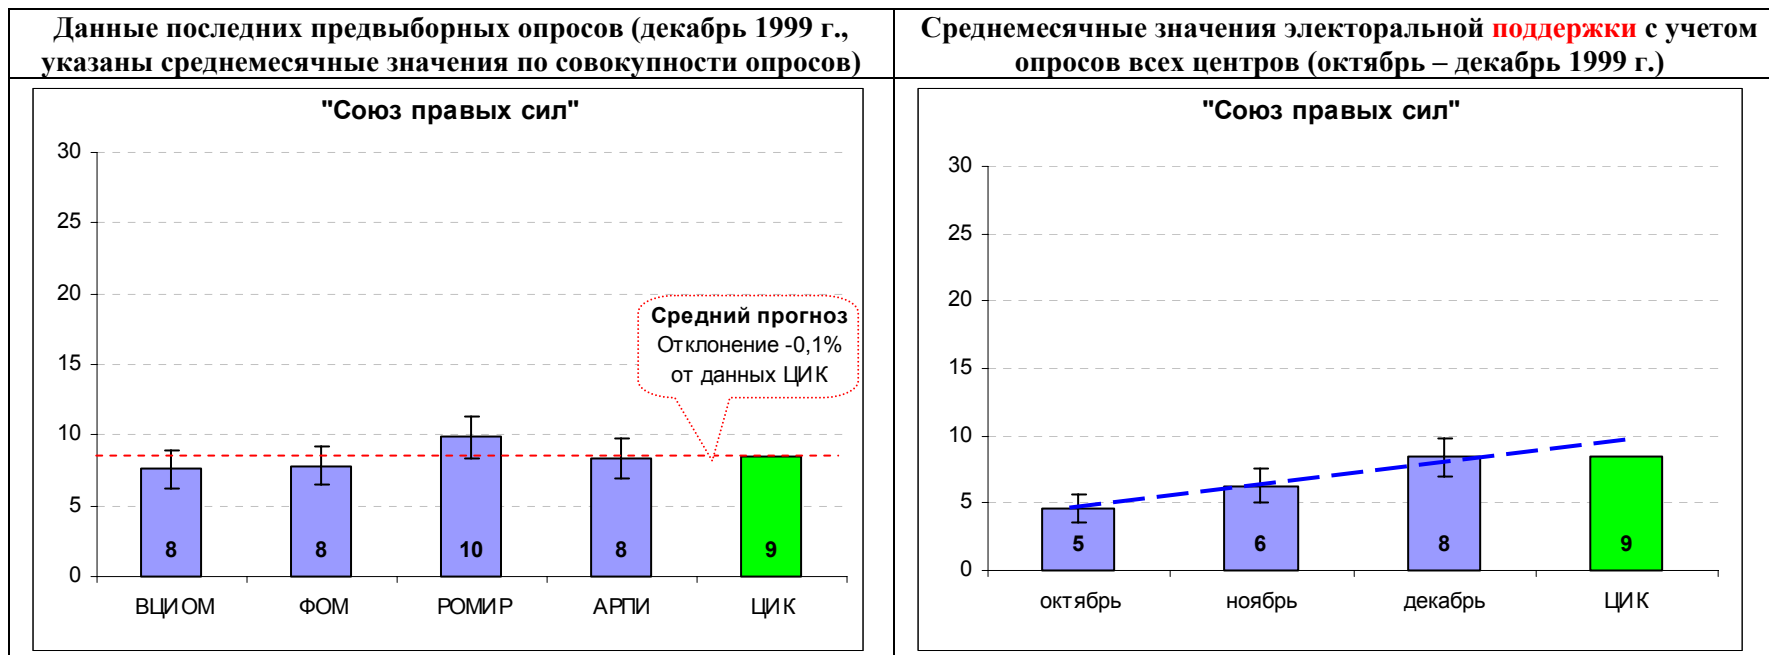 Данные последних предвыборных опросов (декабрь 1999 г.,
указаны среднемесячные значения по совокупности опросов)
"Союз правых сил"
30
25
20
15
10
5
0
Средний прогноз
Отклонение -0,1%
от данных ЦИК
8
8
10
8
9
ВЦИОМ
ФОМ
РОМИР
АРПИ
ЦИК
Среднемесячные значения электоральной поддержки с учетом
опросов всех центров (октябрь – декабрь 1999 г.)
"Союз правых сил"
30
25
20
15
10
5
0
5
6
8
9
октябрь
ноябрь
декабрь
ЦИК